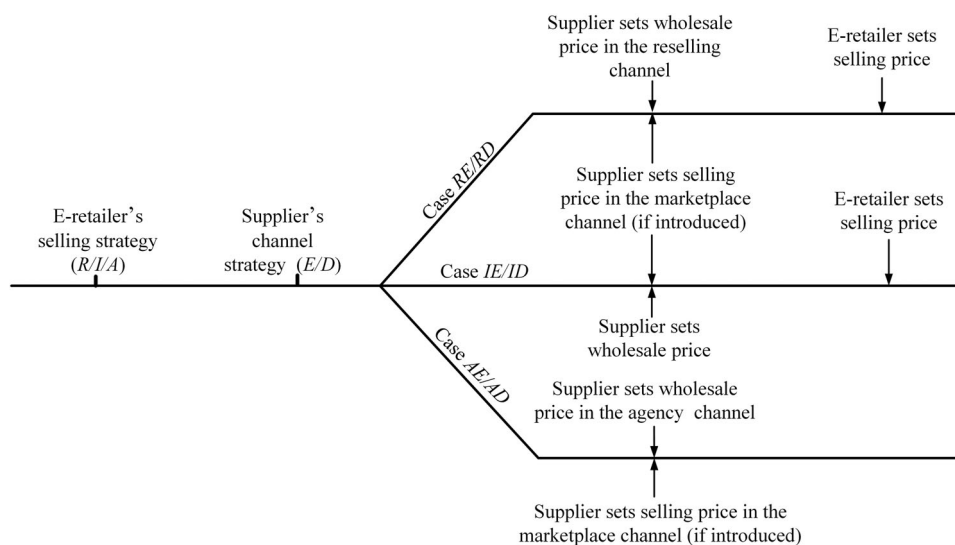 Supplier sets wholesale
price in the reselling
channel
E-retailer sets
selling price
Case RE/RD
Supplier sets selling
price in the marketplace
channel (if introduced)
E-retailer sets
selling price
E-retailer’s
selling strategy
(R/I/A)
Supplier’s
channel
strategy (E/D)
Case IE/ID
Supplier sets
wholesale price
Case AE/AD
Supplier sets wholesale
price in the agency channel
Supplier sets selling price in the
marketplace channel (if introduced)